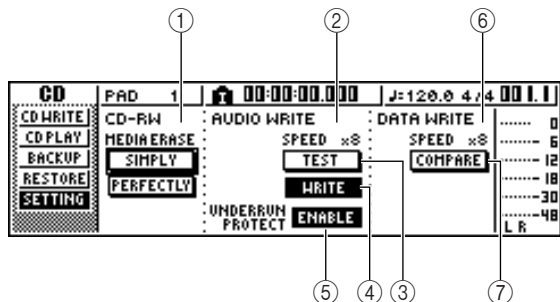 ① ② ⑥
CD PAD 1 00:00:00.000 ♩=120.0 4/4 001.1
CD WRITE CD-RW AUDIO WRITE DATA WRITE 0
CD PLAY MEDIA ERASE SPEED x8 SPEED x8 6
BACKUP SIMPLY TEST COMPARE 12
RESTORE PERFECTLY WRITE 18
SETTING 30
UNDERRUN PROTECT ENABLE 48
L R
⑤ ④ ③ ⑦